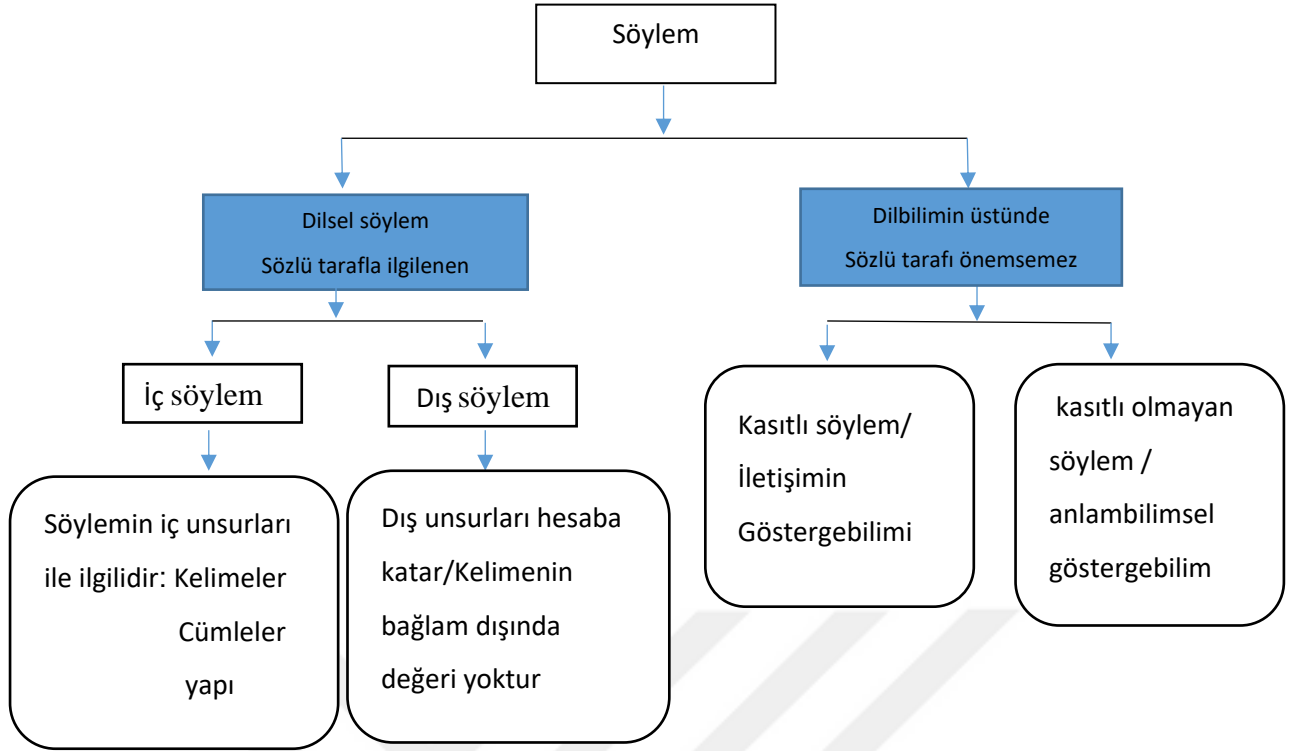 Söylem
Dilsel söylem
Sözlü tarafla ilgilenen
Dilbilimin üstünde
Sözlü tarafı önemsemez
İç söylem
Dış söylem
Söylemin iç unsurları
ile ilgilidir: Kelimeler
Cümleler
yapı
Dış unsurları hesaba
katar/Kelimenin
bağlam dışında
değeri yoktur
Kasıtlı söylem/
İletişimin
Göstergebilimi
kasıtlı olmayan
söylem /
anlambilimsel
göstergebilim